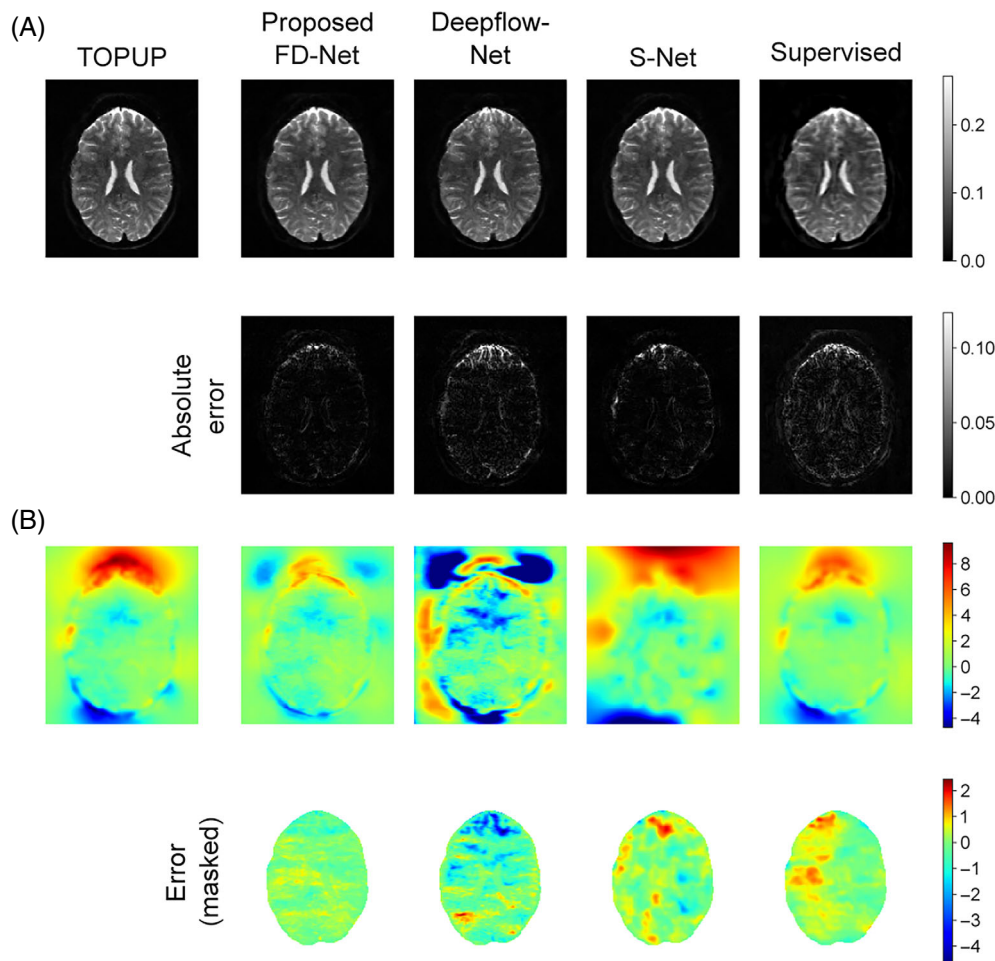 (A)
TOPUP
Proposed
FD-Net
Deepflow-
Net
S-Net
Supervised
0.2
0.1
0.0
Absolute
error
0.10
0.05
0.00
(B)
8
6
4
2
0
−2
−4
Error
(masked)
2
1
0
−1
−2
−3
−4